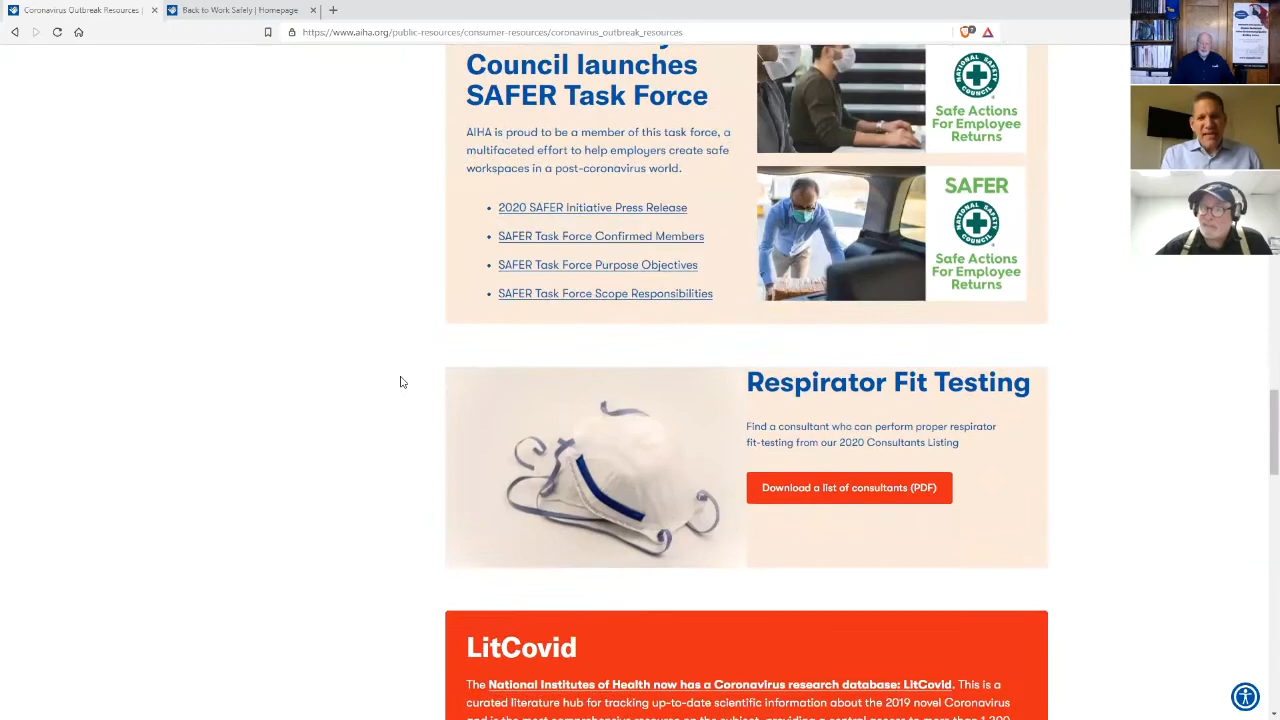 Coronavirus Outbreak Resources |
Back to Work Safely | Homepage
https://www.aiha.org/public-resources/consumer-resources/coronavirus_outbreak_resources
Council launches
SAFER Task Force
AIHA is proud to be a member of this task force, a
multifaceted effort to help employers create safe
workspaces in a post-coronavirus world.
• 2020 SAFER Initiative Press Release
• SAFER Task Force Confirmed Members
• SAFER Task Force Purpose Objectives
• SAFER Task Force Scope Responsibilities
NATIONAL SAFETY COUNCIL
Safe Actions
For Employee
Returns
SAFER
NATIONAL SAFETY COUNCIL
Safe Actions
For Employee
Returns
Respirator Fit Testing
Find a consultant who can perform proper respirator
fit-testing from our 2020 Consultants Listing
Download a list of consultants (PDF)
LitCovid
The National Institutes of Health now has a Coronavirus research database: LitCovid. This is a
curated literature hub for tracking up-to-date scientific information about the 2019 novel Coronavirus